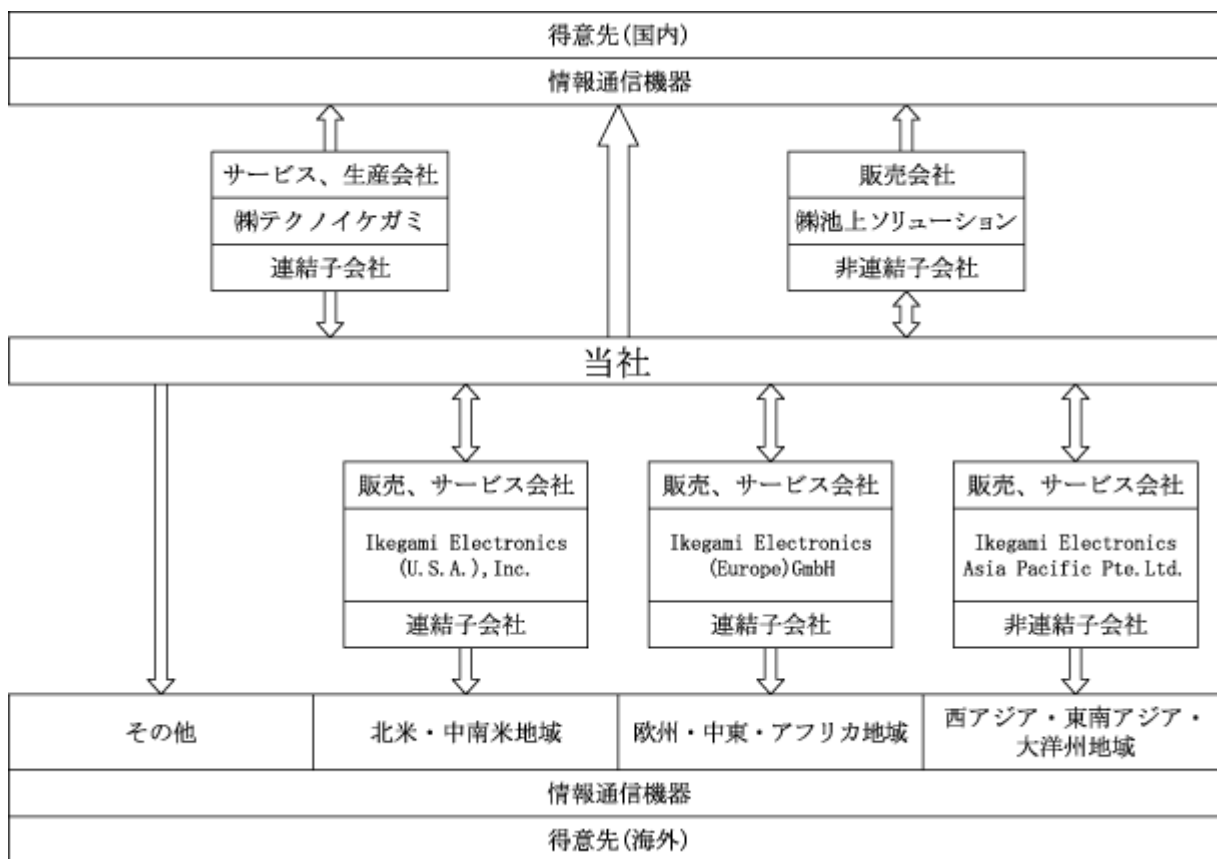 得意先(国内)
情報通信機器
サービス、生産会社
㈱テクノイケガミ
連結子会社
販売会社
㈱池上ソリューション
非連結子会社
当社
販売、サービス会社
Ikegami Electronics
(U.S.A.),Inc.
連結子会社
販売、サービス会社
Ikegami Electronics
(Europe)GmbH
連結子会社
販売、サービス会社
Ikegami Electronics
Asia Pacific Pte.Ltd.
非連結子会社
その他
北米・中南米地域
欧州・中東・アフリカ地域
西アジア・東南アジア・
大洋州地域
情報通信機器
得意先(海外)